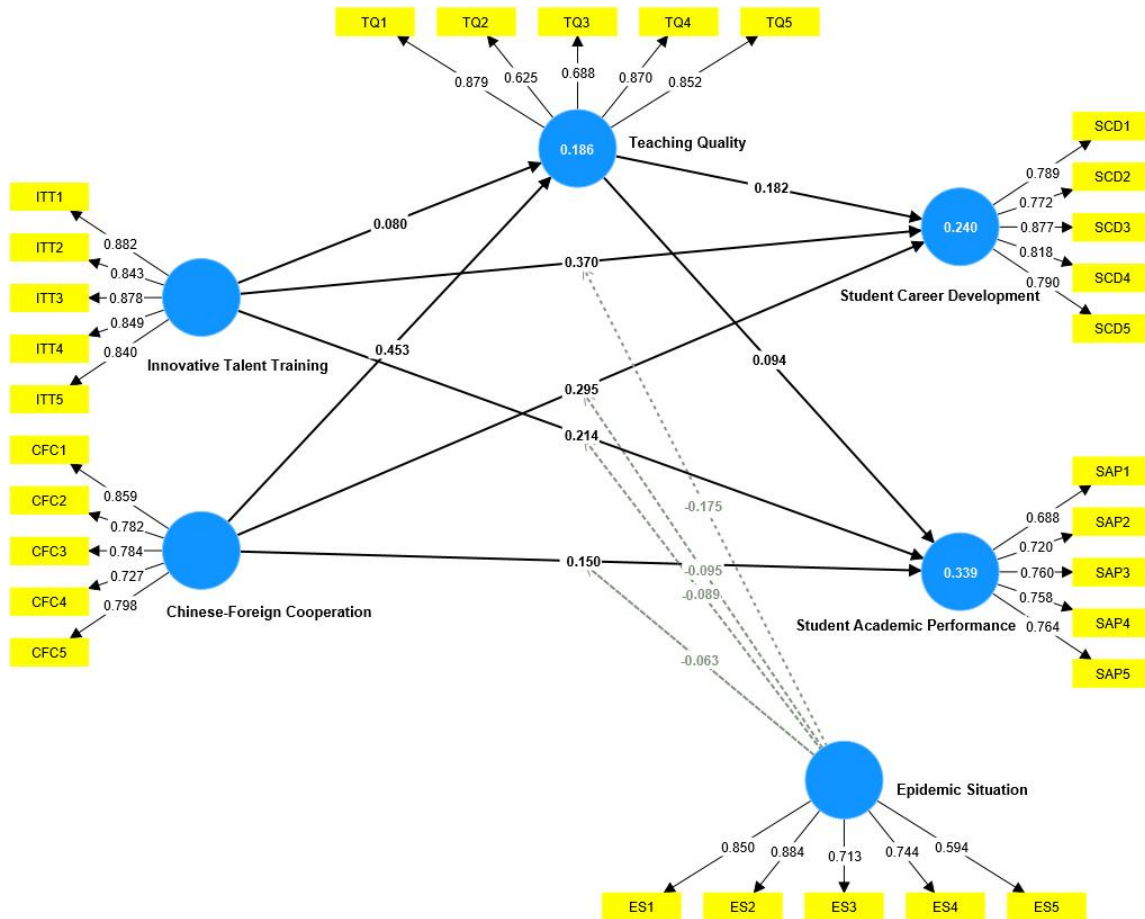 TQ1 TQ2 TQ3 TQ4 TQ5
0.879 0.625 0.688 0.870 0.852
0.186
Teaching Quality
ITT1
ITT2
ITT3
ITT4
ITT5
0.882
0.843
0.878
0.849
0.840
Innovative Talent Training
CFC1
CFC2
CFC3
CFC4
CFC5
0.859
0.782
0.784
0.727
0.798
Chinese-Foreign Cooperation
0.080
0.453
0.182
0.370
0.295
0.214
0.094
0.150
-0.175
-0.095
-0.089
-0.063
0.240
Student Career Development
0.789
0.772
0.877
0.818
0.790
SCD1
SCD2
SCD3
SCD4
SCD5
0.339
Student Academic Performance
0.688
0.720
0.760
0.758
0.764
SAP1
SAP2
SAP3
SAP4
SAP5
Epidemic Situation
0.850 0.884 0.713 0.744 0.594
ES1 ES2 ES3 ES4 ES5